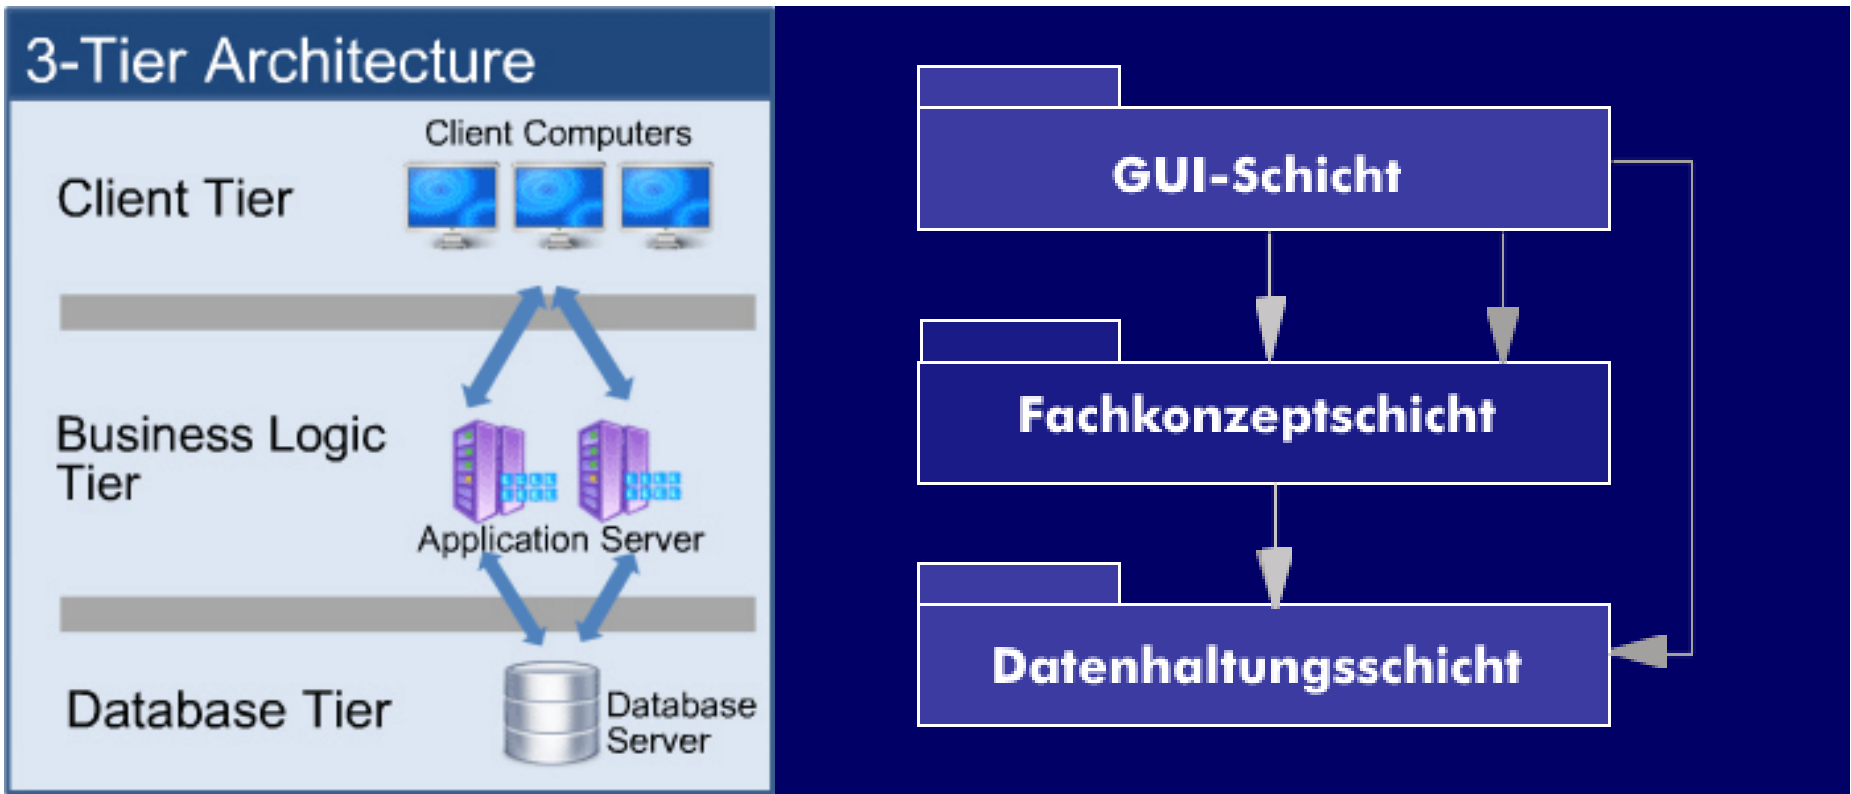 3-Tier Architecture
Client Computers
Client Tier
Business Logic
Tier
Application Server
Database Tier
Database
Server
GUI-Schicht
Fachkonzeptschicht
Datenhaltungsschicht